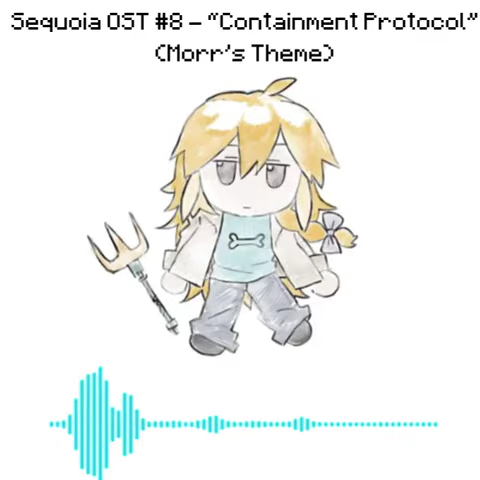 Sequoia OST #8 – "Containment Protocol"
(Morr's Theme)